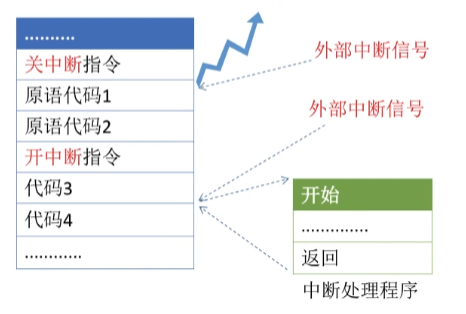 ..........
关中断指令
原语代码1
原语代码2
开中断指令
代码3
代码4
............
外部中断信号
外部中断信号
开始
..............
返回
中断处理程序